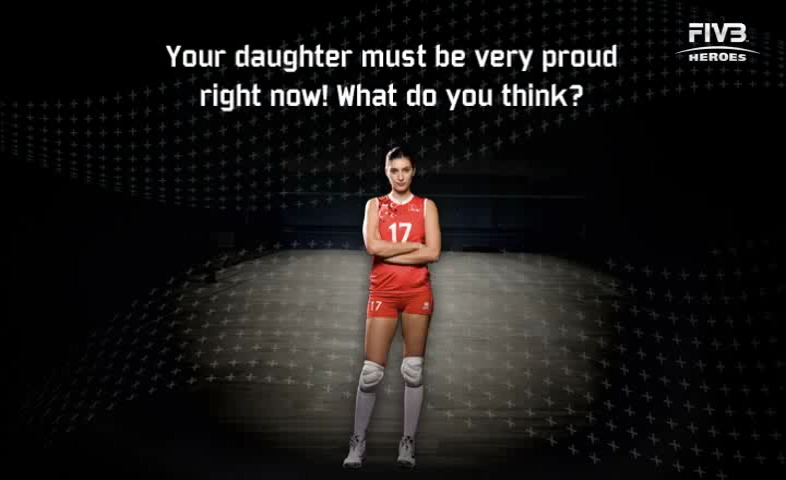 FIVB
HEROES
Your daughter must be very proud
right now! What do you think?
17
17